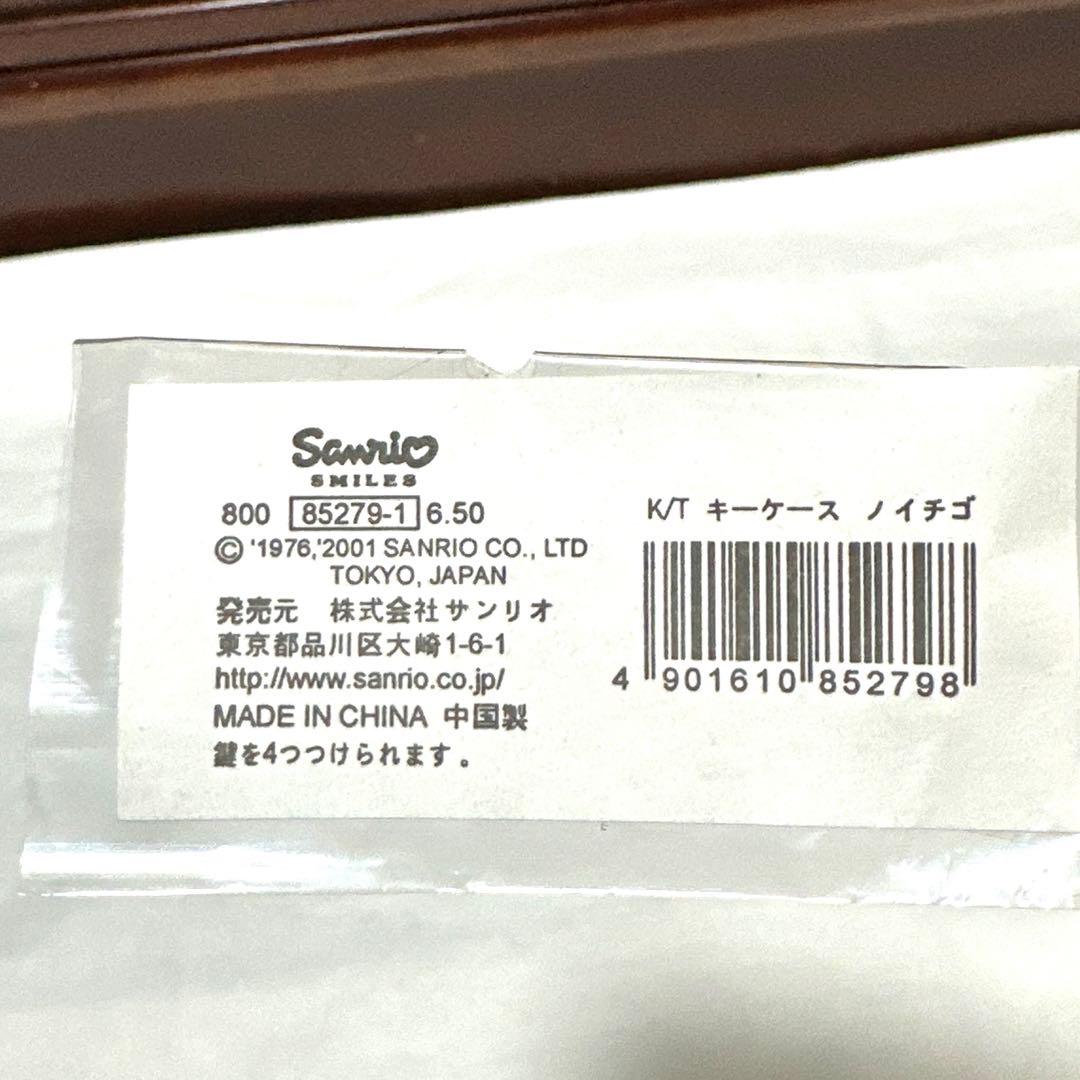 Sanrio
SMILES
800 85279-1 6.50
© '1976,'2001 SANRIO CO., LTD
TOKYO, JAPAN
発売元 株式会社サンリオ
東京都品川区大崎1-6-1
http://www.sanrio.co.jp/
MADE IN CHINA 中国製
鍵を4つつけられます。
K/T キーケース ノイチゴ
4 901610 852798
E